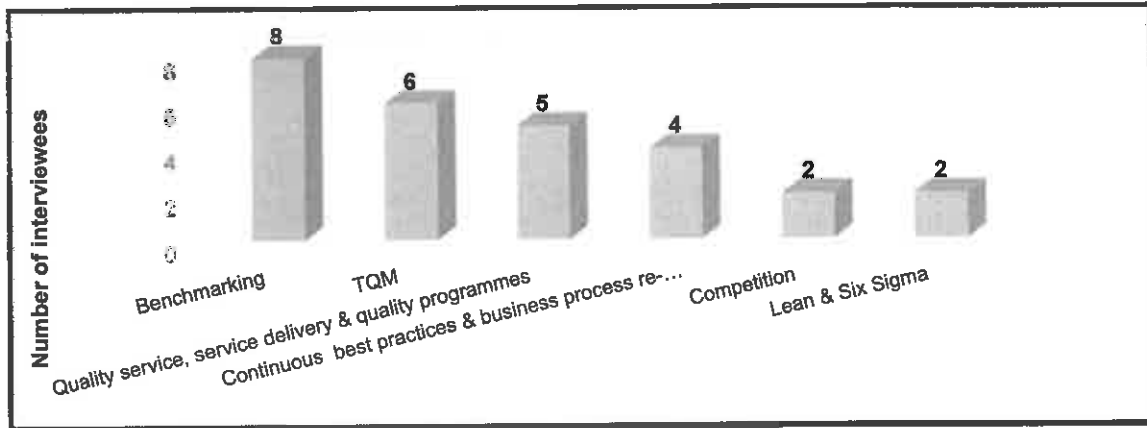 Number of interviewees
8
6
4
2
0
8
6
5
4
2
2
Benchmarking
TQM
Quality service, service delivery & quality programmes
Continuous best practices & business process re-...
Competition
Lean & Six Sigma